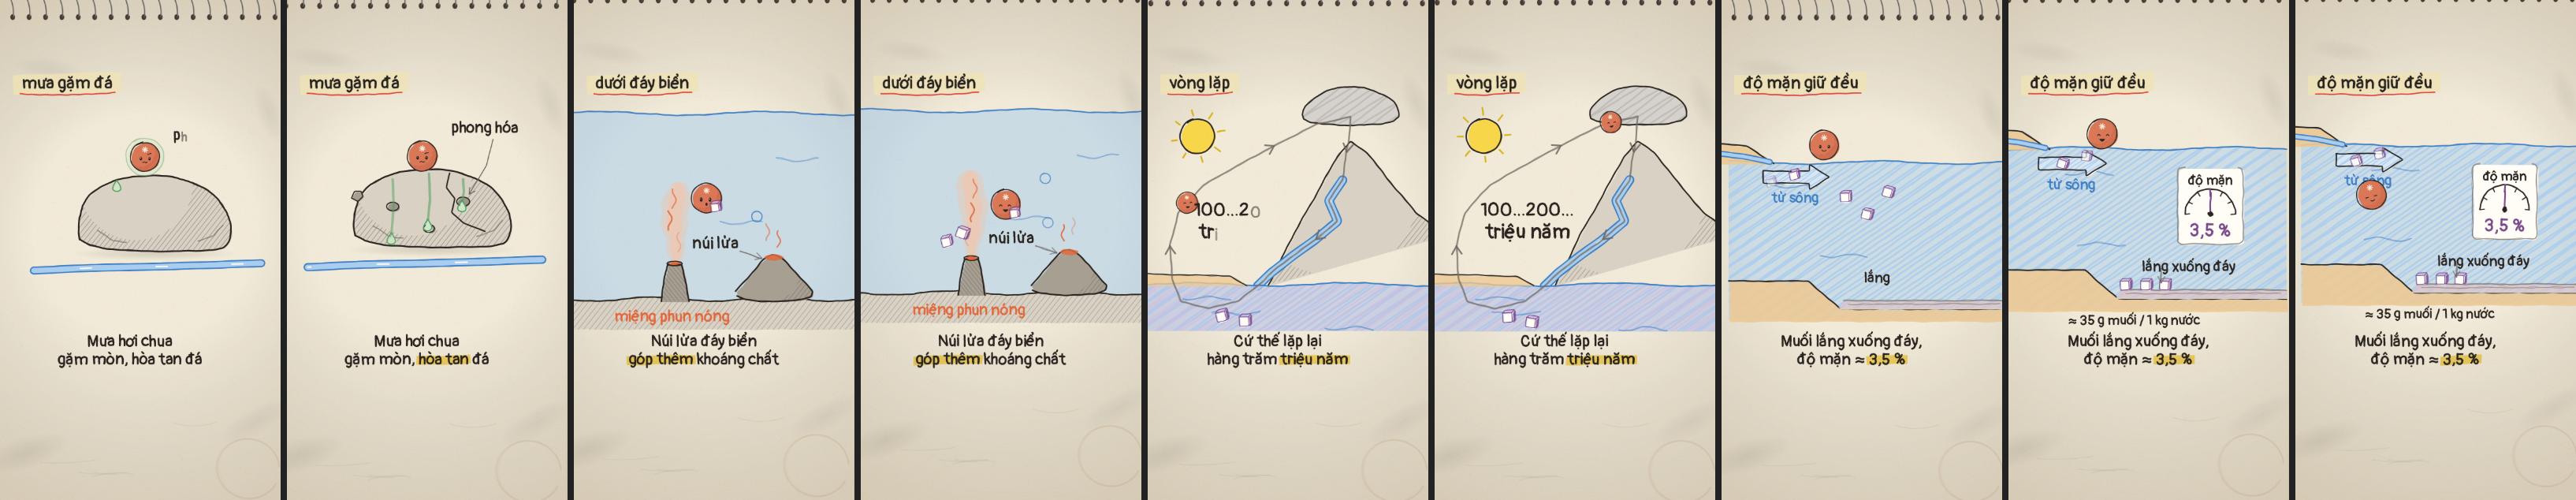 mưa gặm đá
ph
Mưa hơi chua
gặm mòn, hòa tan đá
mưa gặm đá
phong hóa
Mưa hơi chua
gặm mòn, hòa tan đá
dưới đáy biển
núi lửa
miệng phun nóng
Núi lửa đáy biển
góp thêm khoáng chất
dưới đáy biển
núi lửa
miệng phun nóng
Núi lửa đáy biển
góp thêm khoáng chất
vòng lặp
100...20
tri
Cứ thế lặp lại
hàng trăm triệu năm
vòng lặp
100...200...
triệu năm
Cứ thế lặp lại
hàng trăm triệu năm
độ mặn giữ đều
từ sông
lắng
Muối lắng xuống đáy,
độ mặn ≈ 3,5 %
độ mặn giữ đều
từ sông
độ mặn
3,5 %
lắng xuống đáy
≈ 35 g muối / 1 kg nước
Muối lắng xuống đáy,
độ mặn ≈ 3,5 %
độ mặn giữ đều
từ sông
độ mặn
3,5 %
lắng xuống đáy
≈ 35 g muối / 1 kg nước
Muối lắng xuống đáy,
độ mặn ≈ 3,5 %